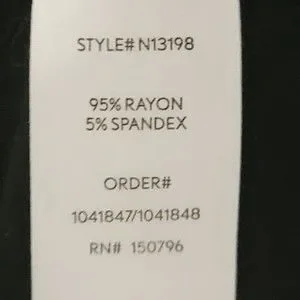 STYLE# N13198
95% RAYON
5% SPANDEX
ORDER#
1041847/1041848
RN# 150796